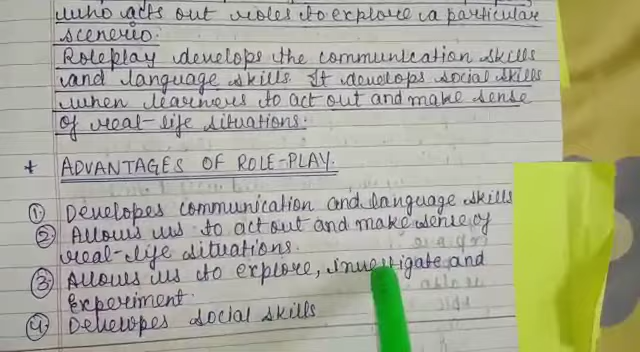 who acts out roles to explore a particular
scenerio.
Roleplay develops the communication skills
and language skills. It develops social skills
when learners to act out and make sense
of real-life situations.
* ADVANTAGES OF ROLE-PLAY.
① Developes communication and language skills
② Allows us to act out and make sense of
real-life situations.
③ Allows us to explore, investigate and
Experiment.
④ Developes social skills